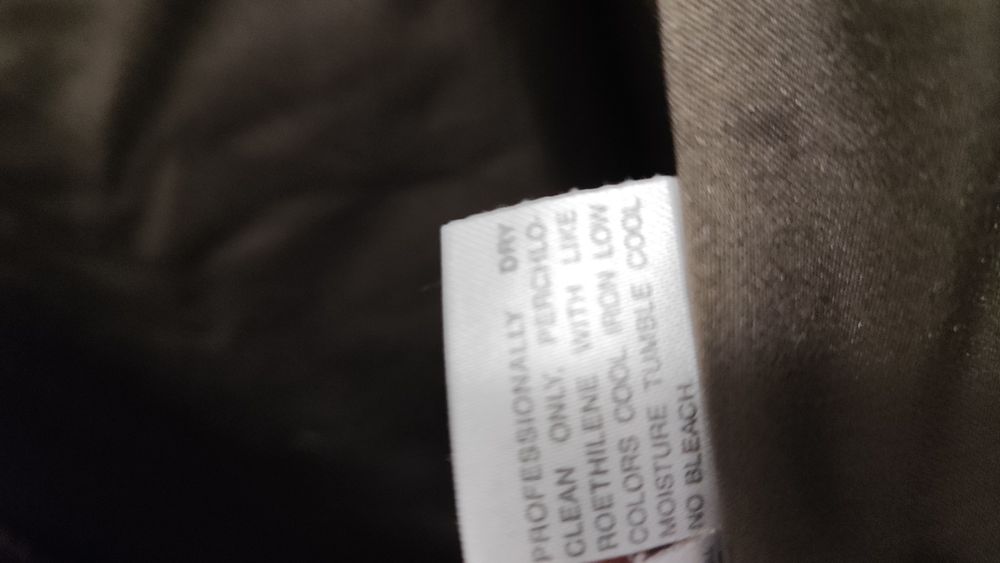 PROFESSIONALLY DRY
CLEAN ONLY, PERCHLO-
ROETHILENE WITH LIKE
COLORS COOL IRON LOW
MOISTURE TUMBLE COOL
NO BLEACH